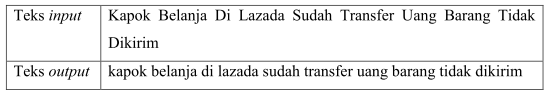 Teks input Kapok Belanja Di Lazada Sudah Transfer Uang Barang Tidak
Dikirim
Teks output kapok belanja di lazada sudah transfer uang barang tidak dikirim